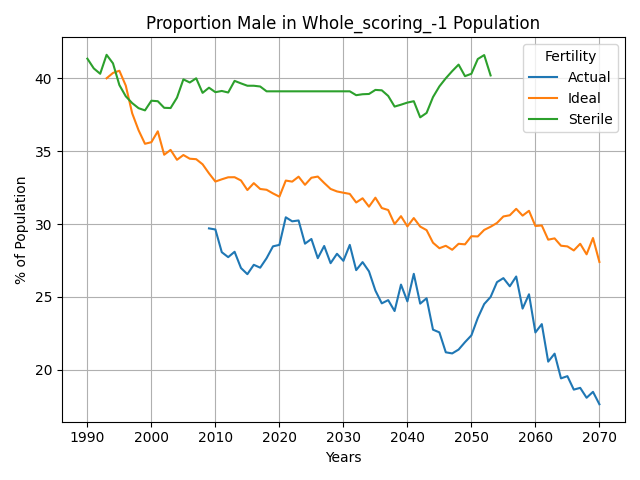 Proportion Male in Whole_scoring_-1 Population
% of Population
40
35
30
25
20
Fertility
Actual
Ideal
Sterile
1990 2000 2010 2020 2030 2040 2050 2060 2070
Years